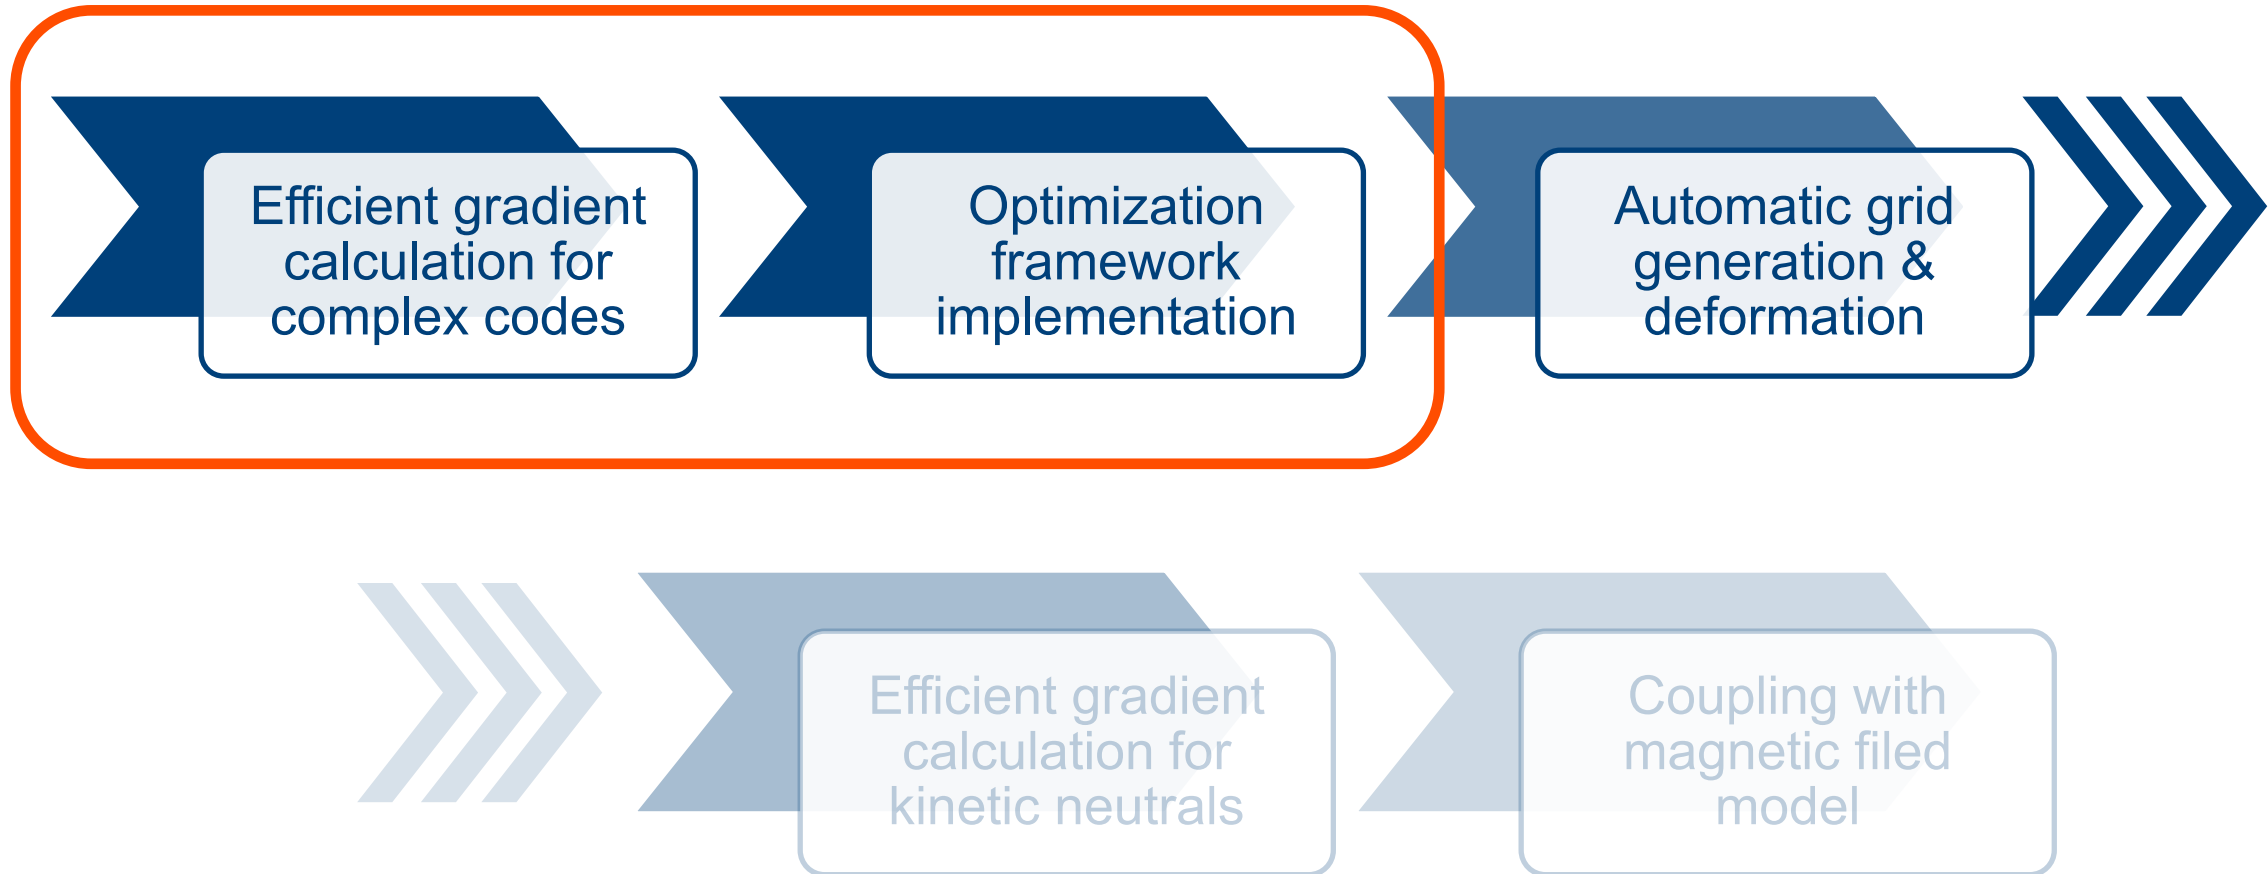 Efficient gradient
calculation for
complex codes
Optimization
framework
implementation
Automatic grid
generation &
deformation
Efficient gradient
calculation for
kinetic neutrals
Coupling with
magnetic filed
model